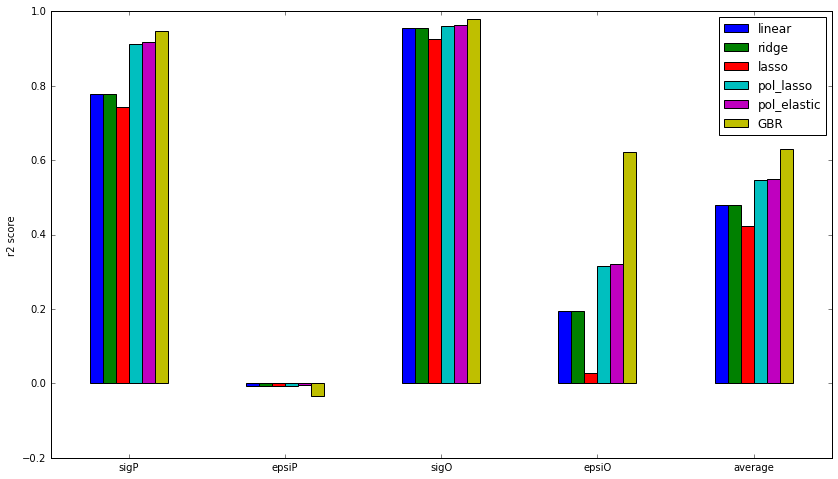 1.0
0.8
0.6
0.4
0.2
0.0
−0.2
r2 score
sigP
epsiP
sigO
epsiO
average
linear
ridge
lasso
pol_lasso
pol_elastic
GBR